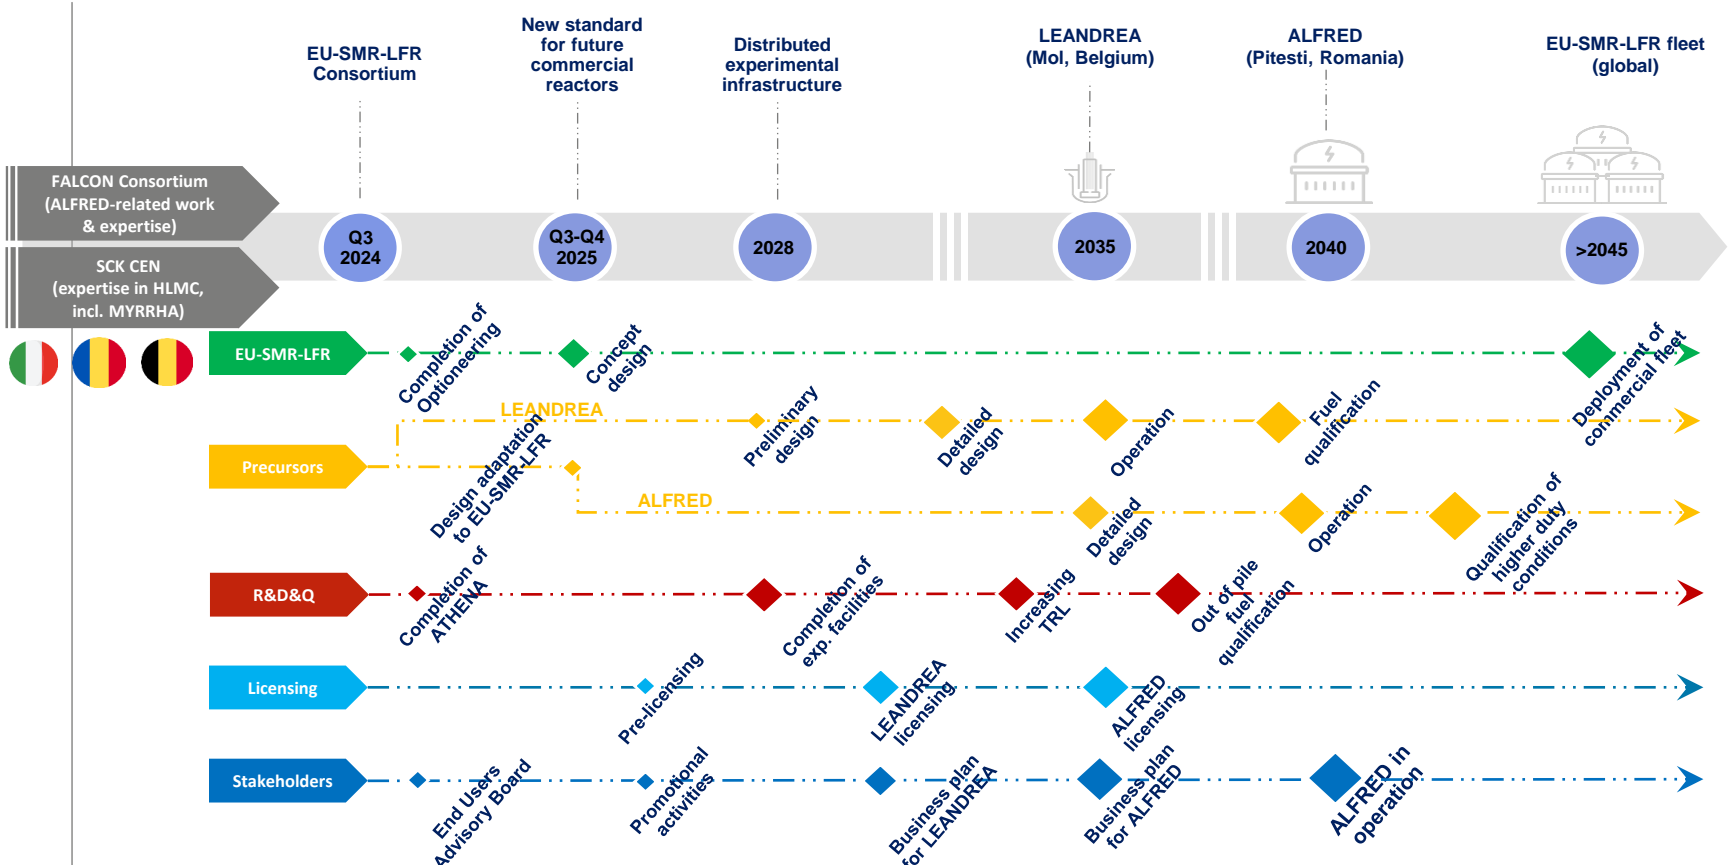 EU-SMR-LFR
Consortium
New standard
for future
commercial
reactors
Distributed
experimental
infrastructure
LEANDREA
(Mol, Belgium)
ALFRED
(Pitesti, Romania)
EU-SMR-LFR fleet
(global)
FALCON Consortium
(ALFRED-related work
& expertise)
SCK CEN
(expertise in HLMC,
incl. MYRRHA)
Q3
2024
Q3-Q4
2025
2028
2035
2040
>2045
EU-SMR-LFR
Completion of
Optioneering
Concept
design
Deployment of
commercial fleet
Precursors
LEANDREA
Preliminary
design
Detailed
design
Operation
Fuel
qualification
Design adaptation
to EU-SMR-LFR
ALFRED
Detailed
design
Operation
Qualification of
higher duty
conditions
R&D&Q
Completion of
ATHENA
Completion of
exp. facilities
Increasing
TRL
Out of pile
fuel
qualification
Licensing
Pre-licensing
LEANDREA
licensing
ALFRED
licensing
Stakeholders
End Users
Advisory Board
Promotional
activities
Business plan
for LEANDREA
Business plan
for ALFRED
ALFRED in
operation